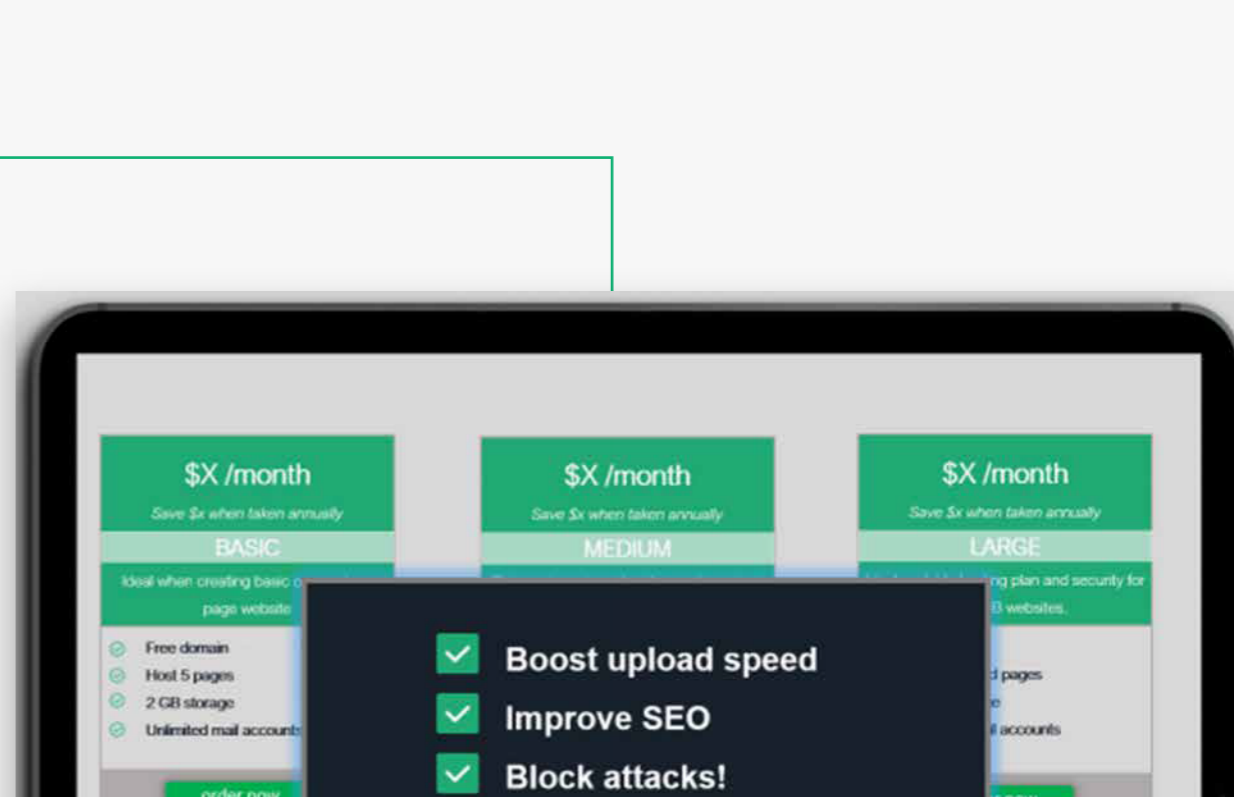 $X /month
Save $x when taken annually
BASIC
Ideal when creating basic
page website
Free domain
Host 5 pages
2 GB storage
Unlimited mail accounts
order now
$X /month
Save $x when taken annually
MEDIUM
$X /month
Save $x when taken annually
LARGE
plan and security for
websites.
pages
accounts
Boost upload speed
Improve SEO
Block attacks!